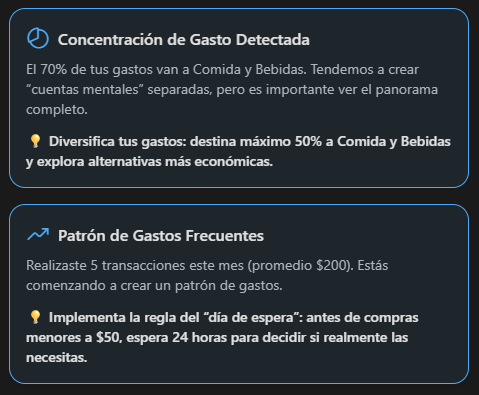 Concentración de Gasto Detectada
El 70% de tus gastos van a Comida y Bebidas. Tendemos a crear
"cuentas mentales" separadas, pero es importante ver el panorama
completo.
💡 Diversifica tus gastos: destina máximo 50% a Comida y Bebidas
y explora alternativas más económicas.
Patrón de Gastos Frecuentes
Realizaste 5 transacciones este mes (promedio $200). Estás
comenzando a crear un patrón de gastos.
💡 Implementa la regla del "día de espera": antes de compras
menores a $50, espera 24 horas para decidir si realmente las
necesitas.